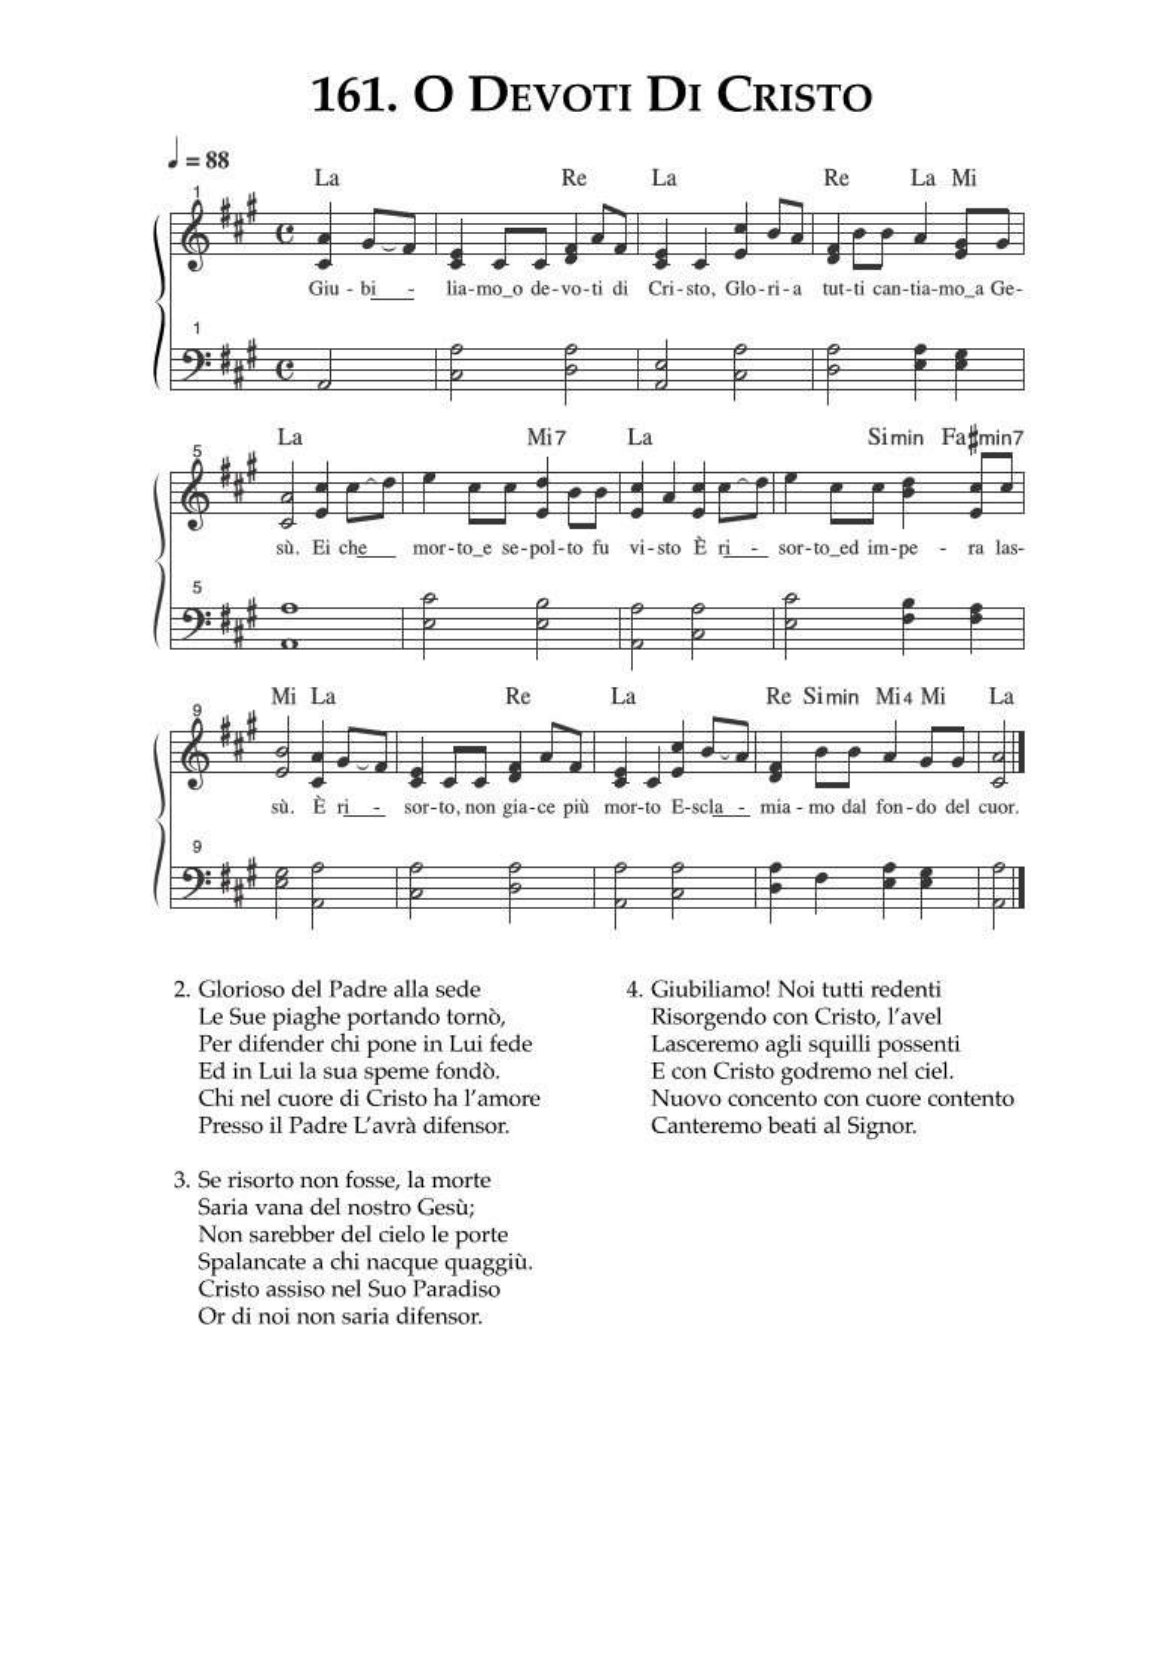 161. O DEVOTI DI CRISTO
♩ = 88
La Re La Re La Mi
1
Giu - bi - lia-mo_o de-vo-ti di Cri-sto, Glo-ri-a tut-ti can-tia-mo_a Ge-
1
La Mi7 La Simin Fa♯min7
5
sù. Ei che mor-to_e se-pol-to fu vi-sto È ri - sor-to_ed im-pe - ra las-
5
Mi La Re La Re Simin Mi4 Mi La
9
sù. È ri - sor-to, non gia-ce più mor-to E-scla - mia - mo dal fon-do del cuor.
9
2. Glorioso del Padre alla sede
Le Sue piaghe portando tornò,
Per difender chi pone in Lui fede
Ed in Lui la sua speme fondò.
Chi nel cuore di Cristo ha l'amore
Presso il Padre L'avrà difensor.
3. Se risorto non fosse, la morte
Saria vana del nostro Gesù;
Non sarebber del cielo le porte
Spalancate a chi nacque quaggiù.
Cristo assiso nel Suo Paradiso
Or di noi non saria difensor.
4. Giubiliamo! Noi tutti redenti
Risorgendo con Cristo, l'avel
Lasceremo agli squilli possenti
E con Cristo godremo nel ciel.
Nuovo concento con cuore contento
Canteremo beati al Signor.